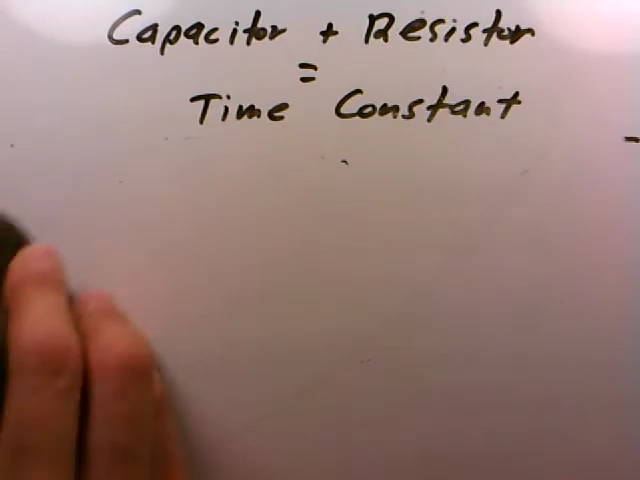 Capacitor + Resistor
=
Time Constant